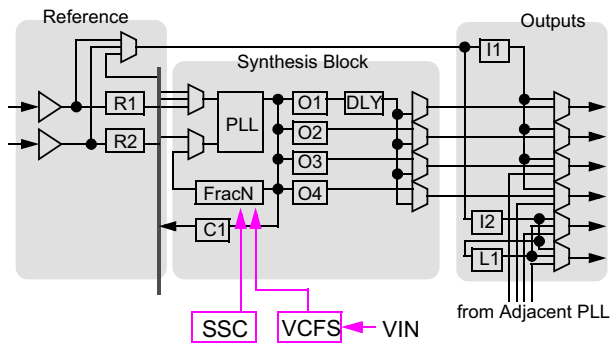 Reference
Outputs
Synthesis Block
I1
R1
R2
PLL
O1
DLY
O2
O3
O4
FracN
C1
I2
L1
from Adjacent PLL
SSC
VCFS
VIN